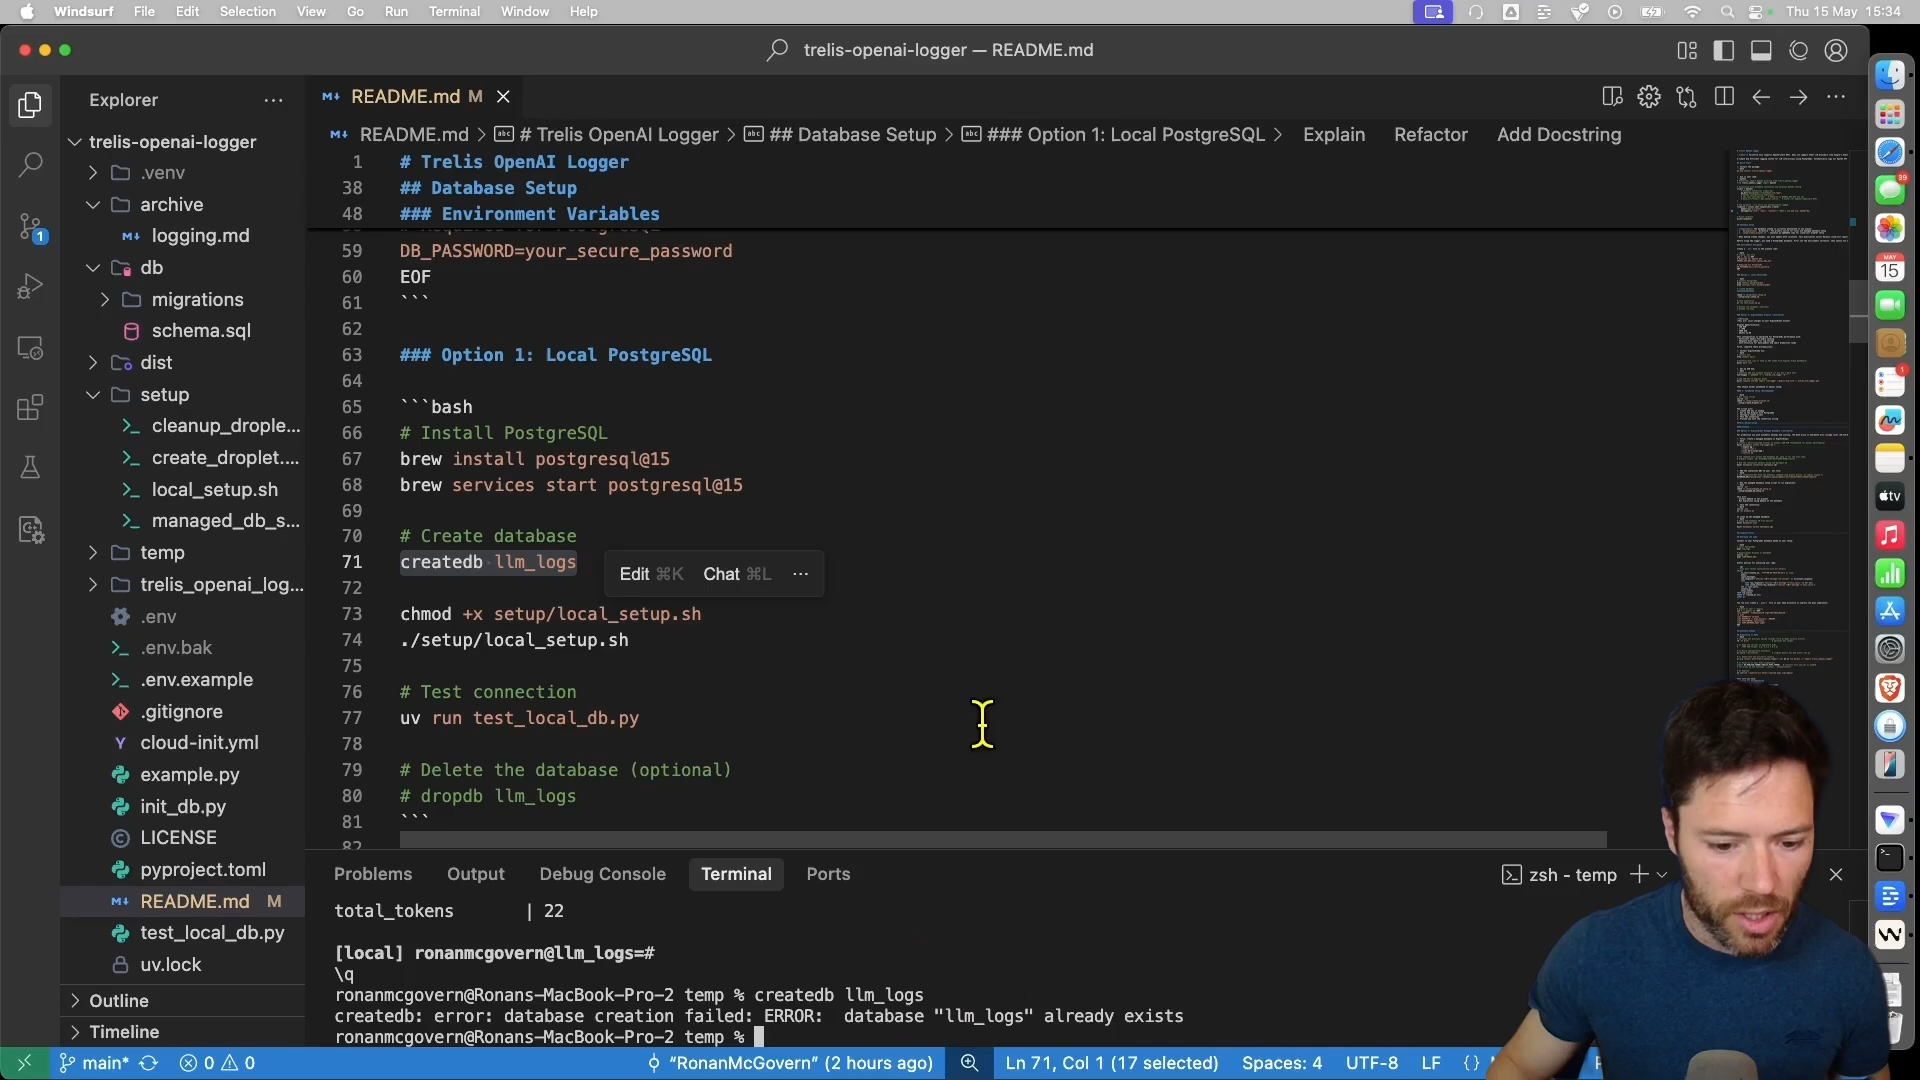 Windsurf File Edit Selection View Go Run Terminal Window Help
39
Thu 15 May 15:34
trelis-openai-logger — README.md
Explorer
README.md M
README.md > # Trelis OpenAI Logger > ## Database Setup > ### Option 1: Local PostgreSQL > Explain Refactor Add Docstring
trelis-openai-logger
.venv
archive
logging.md
db
migrations
schema.sql
dist
setup
cleanup_drople...
create_droplet....
local_setup.sh
managed_db_s...
temp
trelis_openai_log...
.env
.env.bak
.env.example
.gitignore
cloud-init.yml
example.py
init_db.py
LICENSE
pyproject.toml
README.md M
test_local_db.py
uv.lock
Outline
Timeline
1
1 # Trelis OpenAI Logger
38 ## Database Setup
48 ### Environment Variables
59 DB_PASSWORD=your_secure_password
60 EOF
61 ```
62
63 ### Option 1: Local PostgreSQL
64
65 ```bash
66 # Install PostgreSQL
67 brew install postgresql@15
68 brew services start postgresql@15
69
70 # Create database
71 createdb llm_logs
Edit ⌘K Chat ⌘L ···
72
73 chmod +x setup/local_setup.sh
74 ./setup/local_setup.sh
75
76 # Test connection
77 uv run test_local_db.py
78
79 # Delete the database (optional)
80 # dropdb llm_logs
81 ```
82
Problems Output Debug Console Terminal Ports
zsh - temp
total_tokens | 22
[local] ronanmcgovern@llm_logs=#
\q
ronanmcgovern@Ronans-MacBook-Pro-2 temp % createdb llm_logs
createdb: error: database creation failed: ERROR:  database "llm_logs" already exists
ronanmcgovern@Ronans-MacBook-Pro-2 temp %
main* 0 0 "RonanMcGovern" (2 hours ago) Ln 71, Col 1 (17 selected) Spaces: 4 UTF-8 LF {}
MAY
15
1
tv